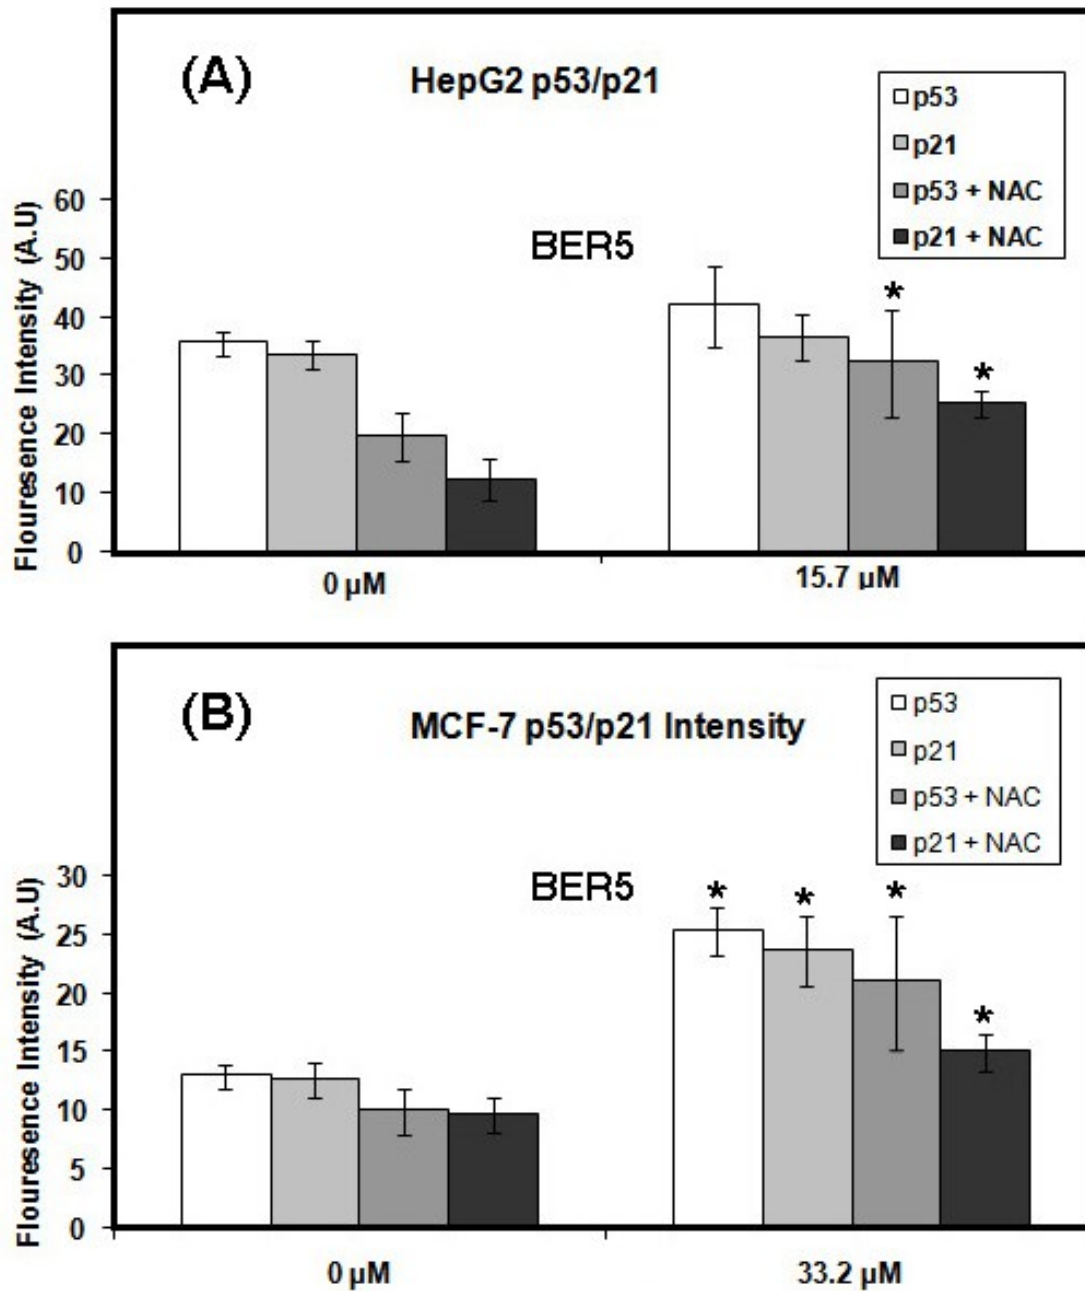 (A)
HepG2 p53/p21
p53
p21
p53 + NAC
p21 + NAC
Flouresence Intensity (A.U)
60
50
40
30
20
10
0
BER5
*
*
0 µM
15.7 µM
(B)
MCF-7 p53/p21 Intensity
p53
p21
p53 + NAC
p21 + NAC
Flouresence Intensity (A.U)
30
25
20
15
10
5
0
BER5
*
*
*
*
0 µM
33.2 µM